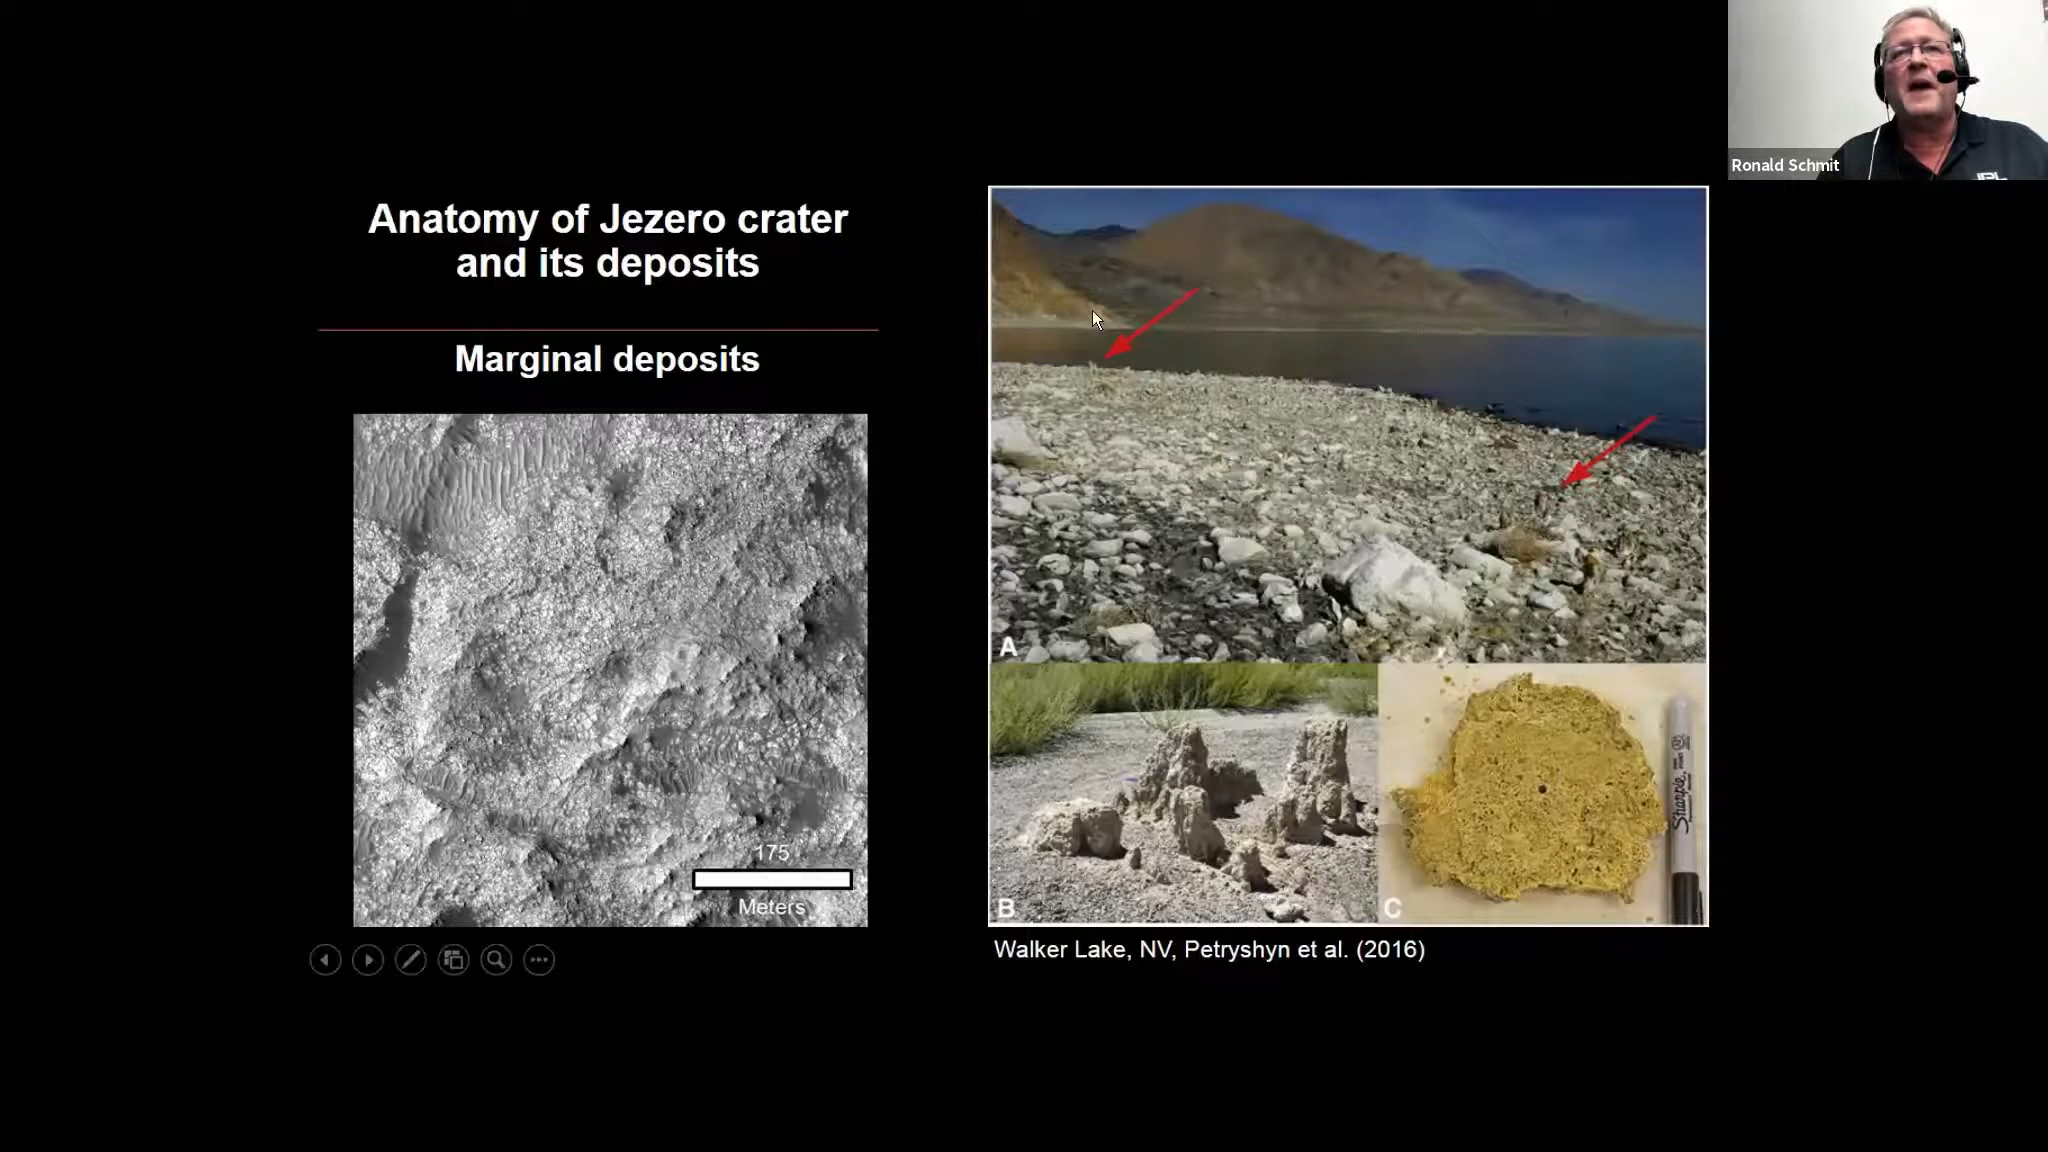 Ronald Schmit
Anatomy of Jezero crater
and its deposits
Marginal deposits
175
Meters
A
B
C
Sharpie
Walker Lake, NV, Petryshyn et al. (2016)